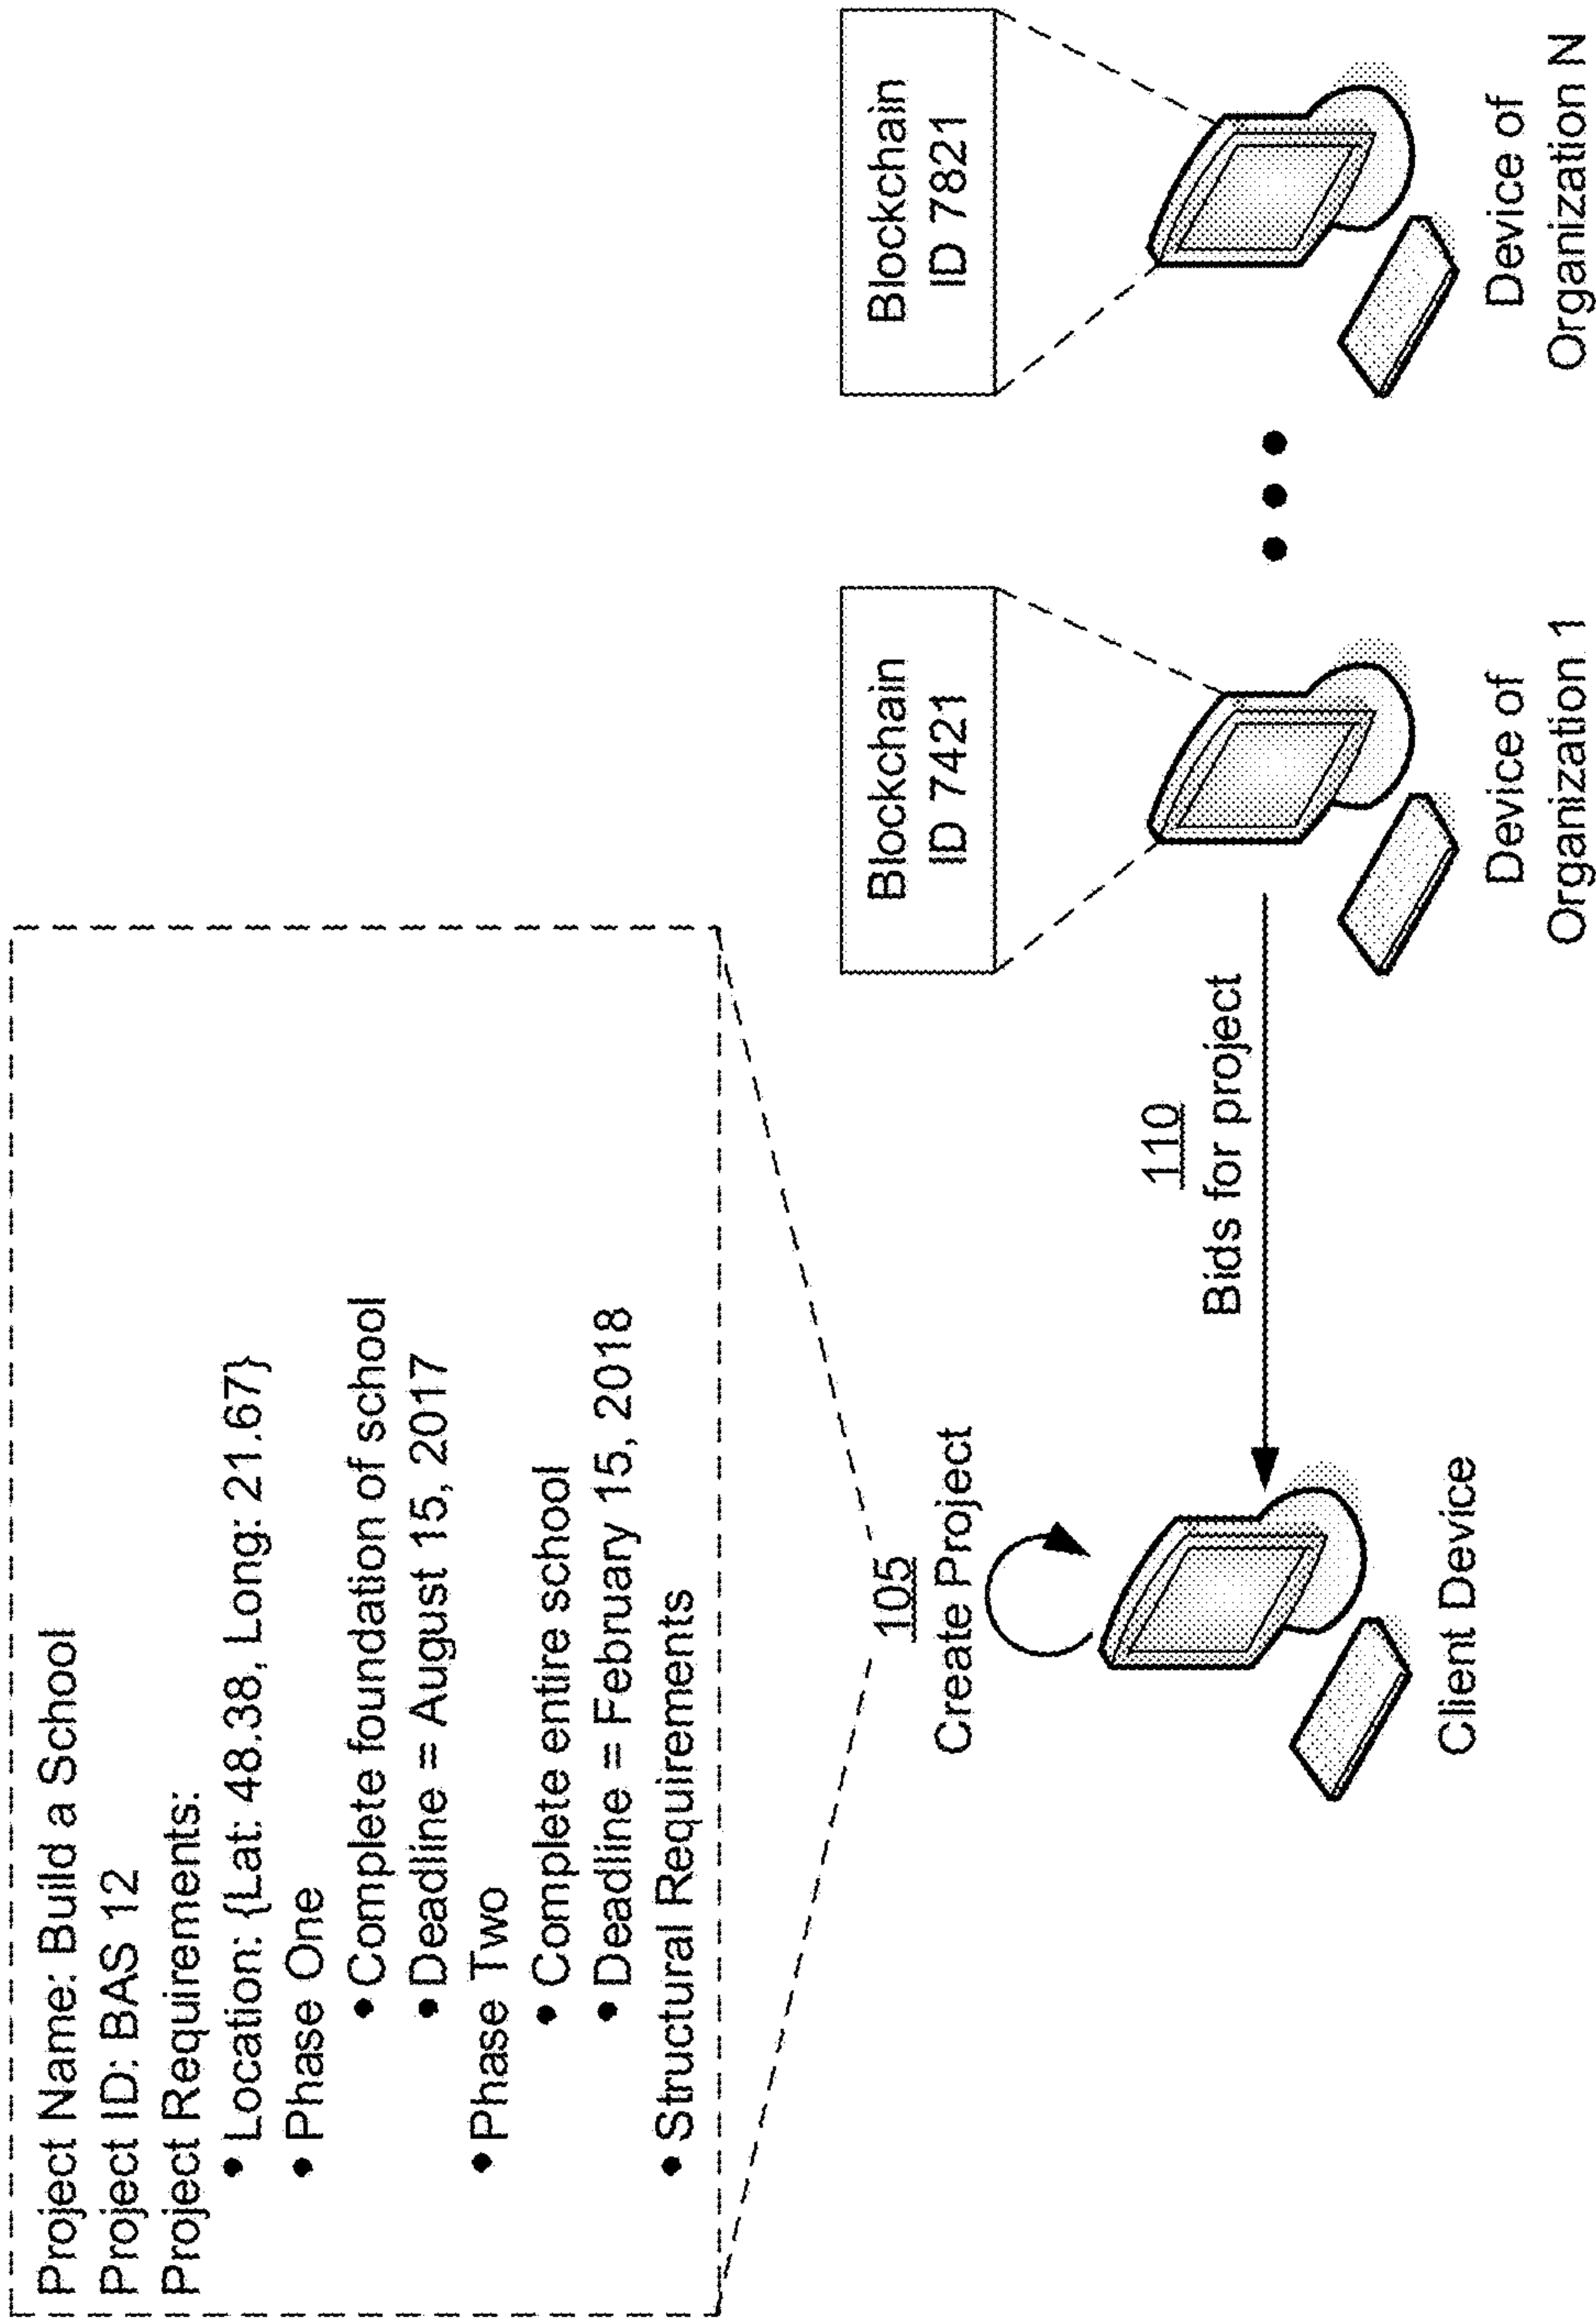 Project Name: Build a School
Project ID: BAS 12
Project Requirements:
• Location: {Lat: 48.38, Long: 21.67}
• Phase One
• Complete foundation of school
• Deadline = August 15, 2017
• Phase Two
• Complete entire school
• Deadline = February 15, 2018
• Structural Requirements
105
Create Project
Client Device
110
Bids for project
Blockchain
ID 7421
Device of
Organization 1
Blockchain
ID 7821
Device of
Organization N